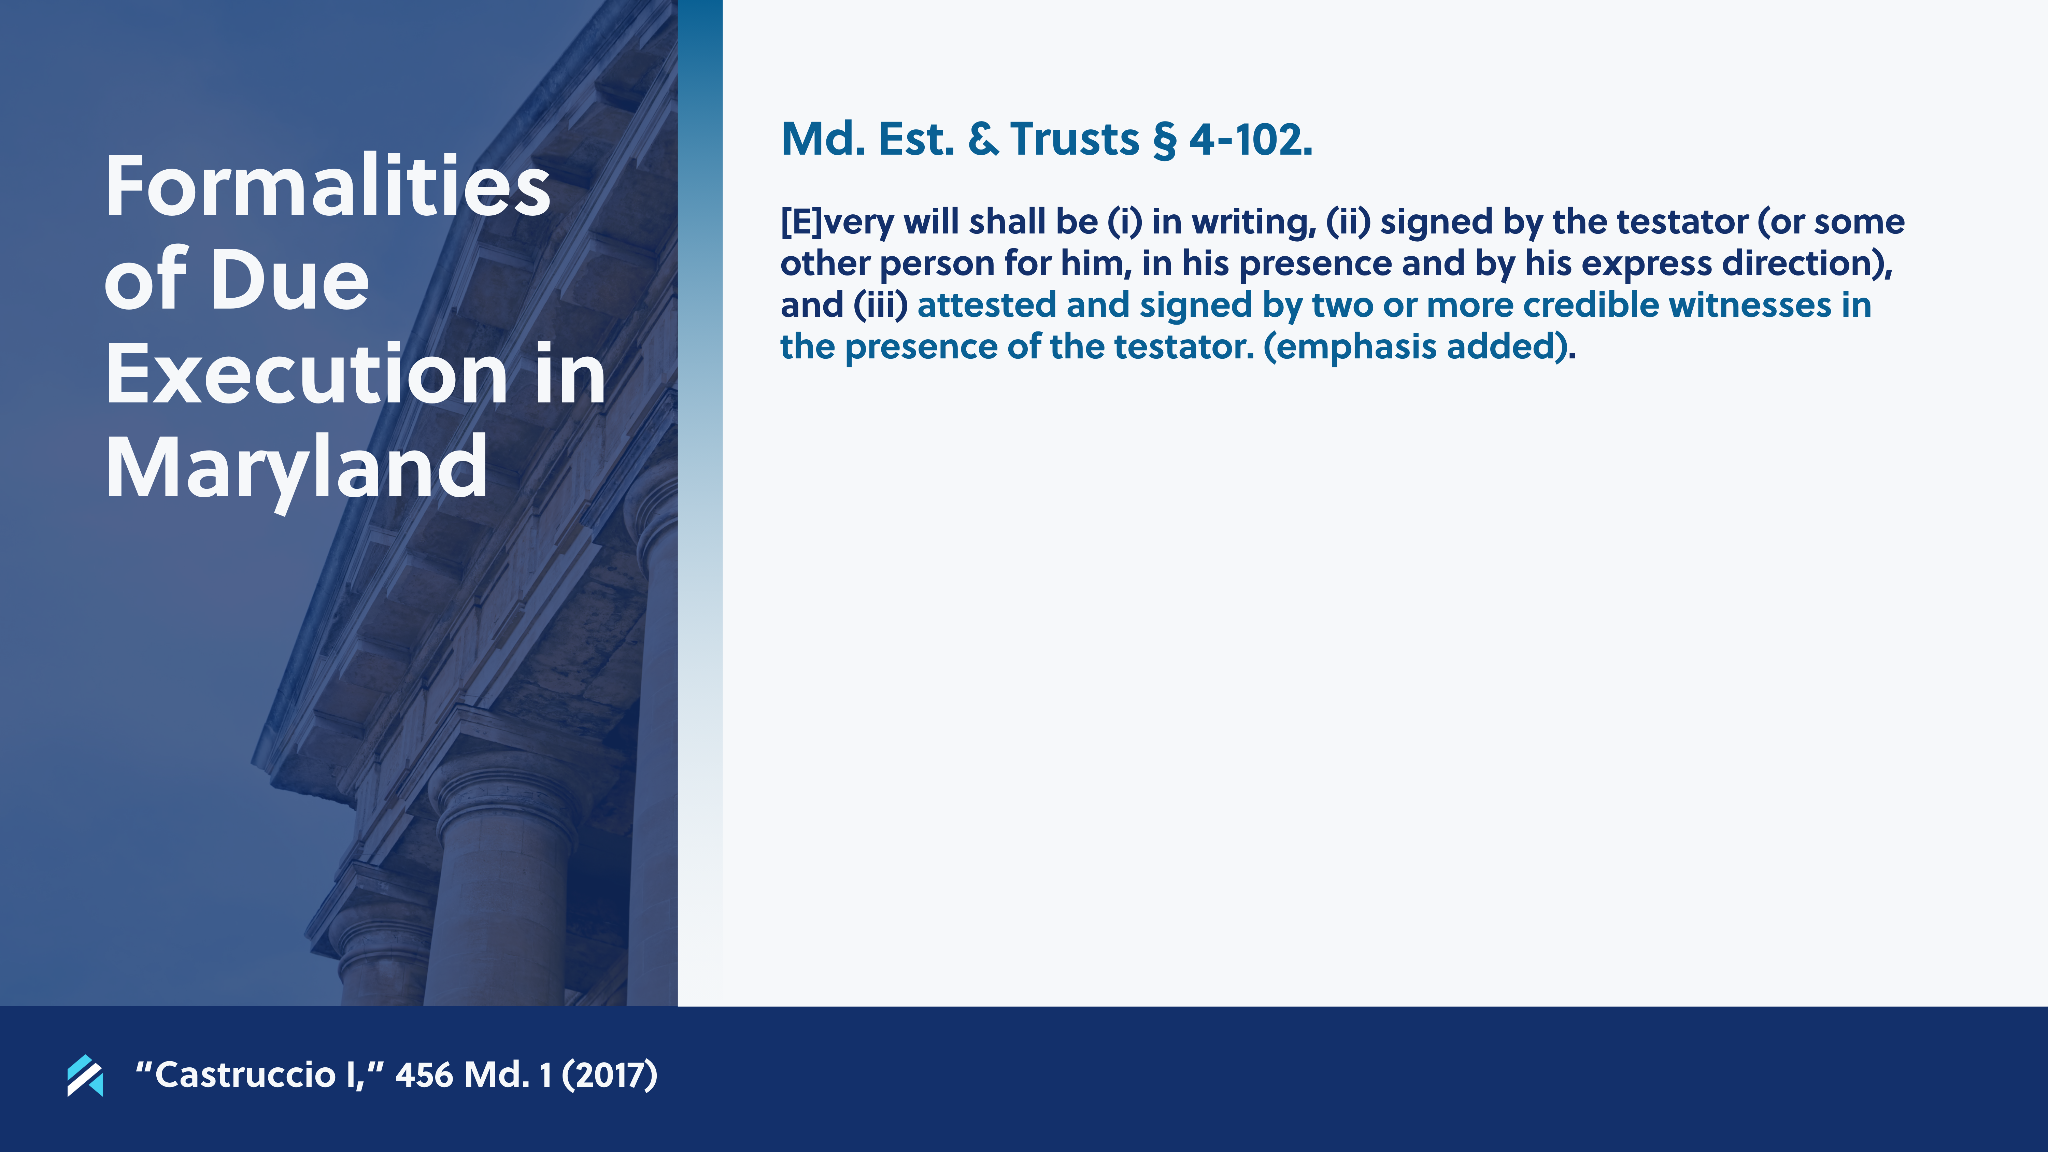 Formalities
of Due
Execution in
Maryland
Md. Est. & Trusts § 4-102.
[E]very will shall be (i) in writing, (ii) signed by the testator (or some
other person for him, in his presence and by his express direction),
and (iii) attested and signed by two or more credible witnesses in
the presence of the testator. (emphasis added).
“Castruccio I,” 456 Md. 1 (2017)